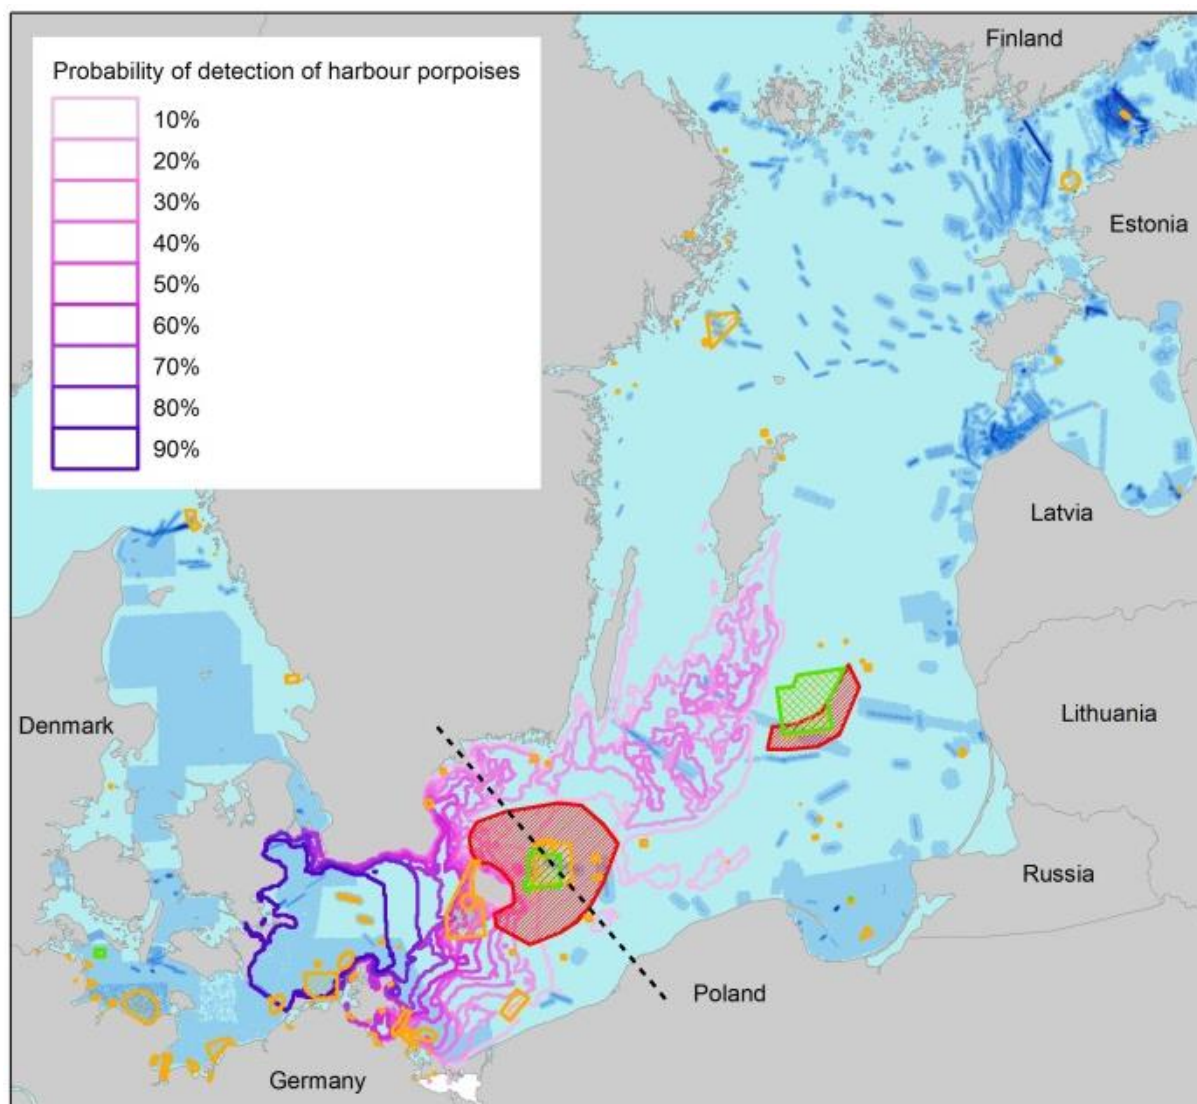 Finland
Probability of detection of harbour porpoises
10%
20%
30%
40%
50%
60%
70%
80%
90%
Estonia
Latvia
Lithuania
Denmark
Russia
Poland
Germany